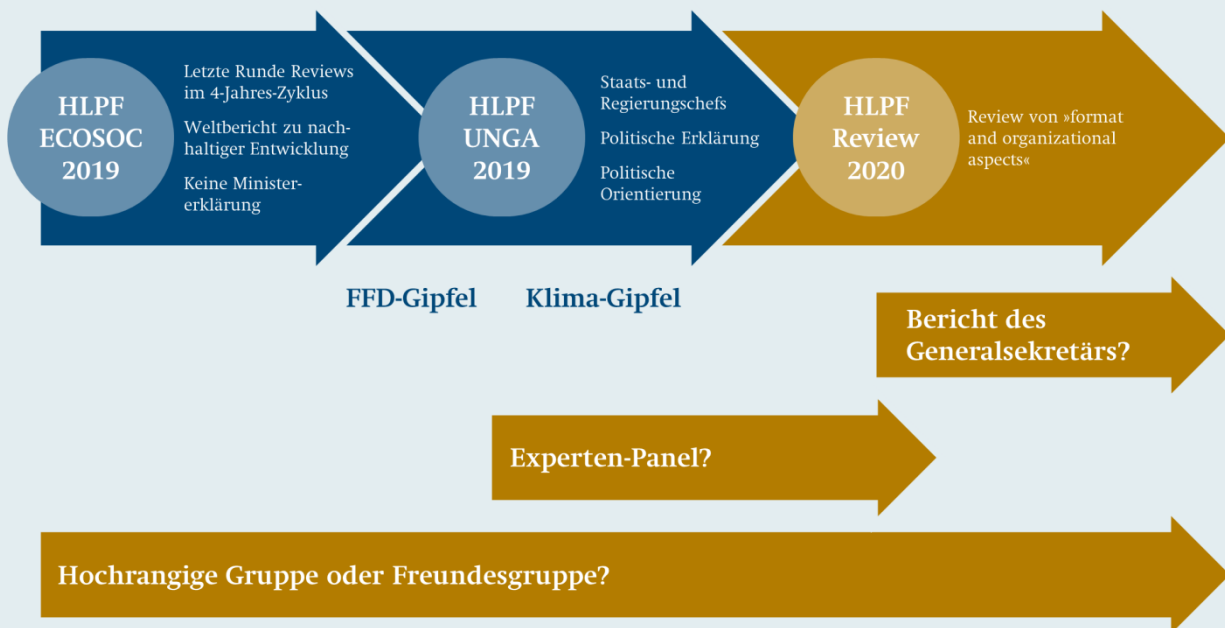 HLPF
ECOSOC
2019
Letzte Runde Reviews
im 4-Jahres-Zyklus
Weltbericht zu nach-
haltiger Entwicklung
Keine Minister-
erklärung
HLPF
UNGA
2019
Staats- und
Regierungschefs
Politische Erklärung
Politische
Orientierung
HLPF
Review
2020
Review von »format
and organizational
aspects«
FFD-Gipfel
Klima-Gipfel
Bericht des
Generalsekretärs?
Experten-Panel?
Hochrangige Gruppe oder Freundesgruppe?